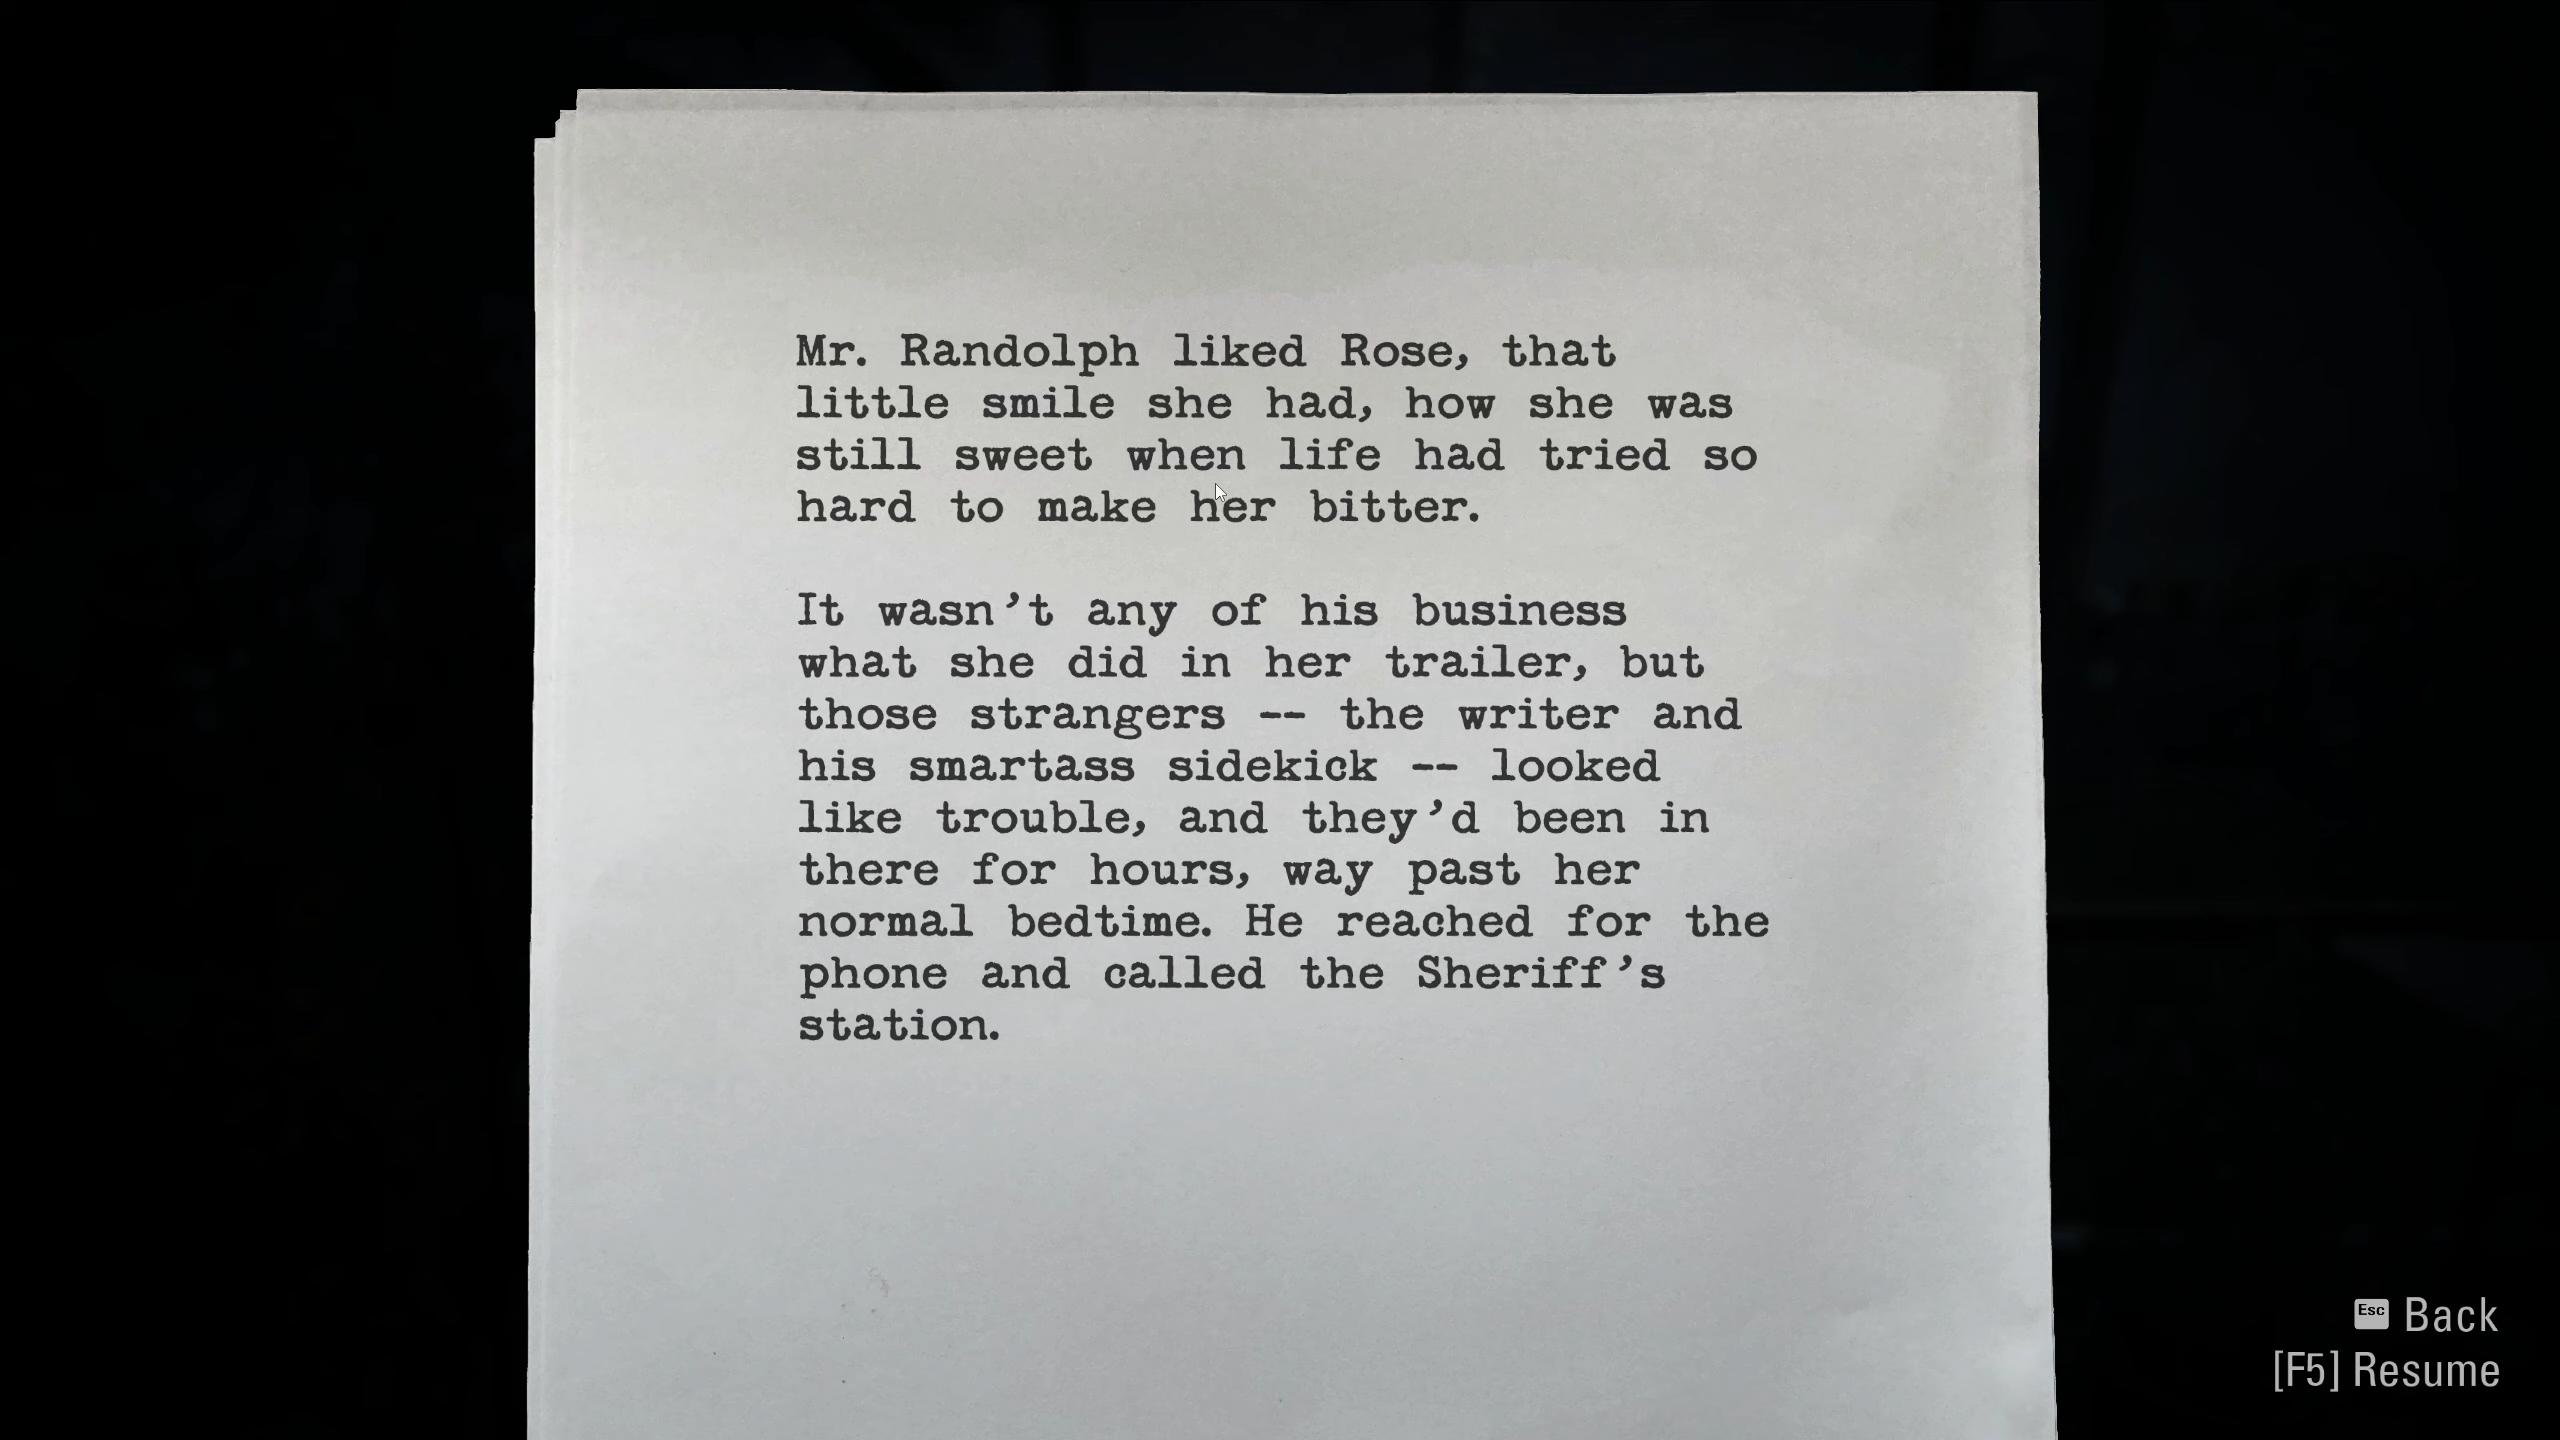 Mr. Randolph liked Rose, that
little smile she had, how she was
still sweet when life had tried so
hard to make her bitter.
It wasn’t any of his business
what she did in her trailer, but
those strangers -- the writer and
his smartass sidekick -- looked
like trouble, and they’d been in
there for hours, way past her
normal bedtime. He reached for the
phone and called the Sheriff’s
station.
Esc Back
[F5] Resume